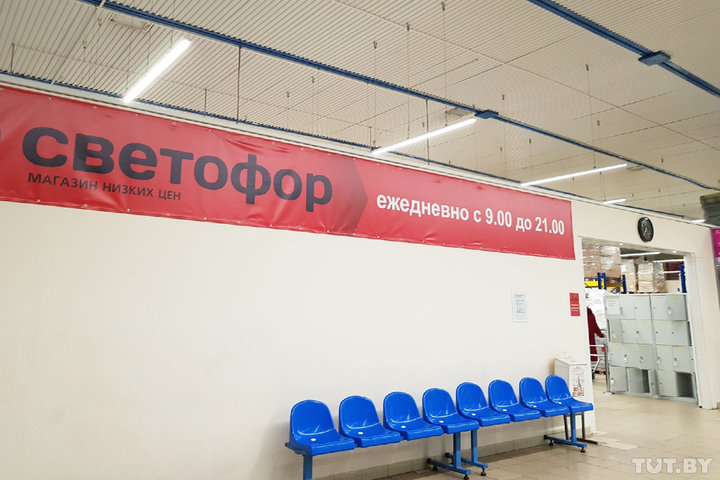 светофор
МАГАЗИН НИЗКИХ ЦЕН
ежедневно с 9.00 до 21.00
TUT.BY